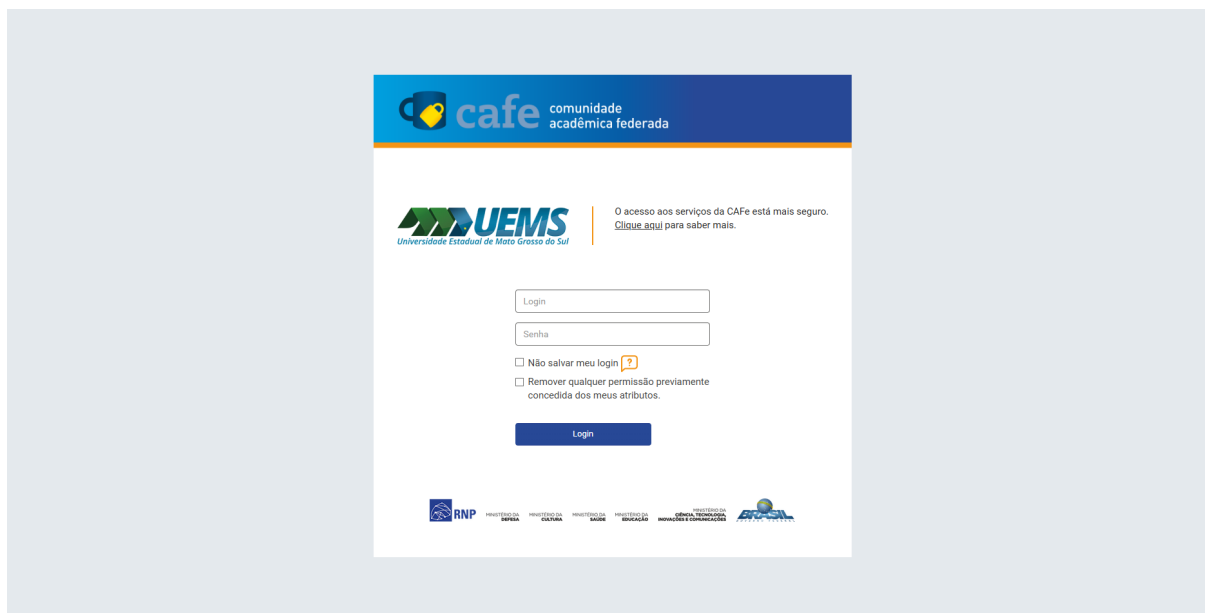 cafe comunidade
acadêmica federada
UEMS
Universidade Estadual de Mato Grosso do Sul
O acesso aos serviços da CAFe está mais seguro.
Clique aqui para saber mais.
Login
Senha
Não salvar meu login ?
Remover qualquer permissão previamente
concedida dos meus atributos.
Login
RNP
MINISTÉRIO DA
DEFESA
MINISTÉRIO DA
CULTURA
MINISTÉRIO DA
SAÚDE
MINISTÉRIO DA
EDUCAÇÃO
MINISTÉRIO DA
CIÊNCIA, TECNOLOGIA,
INOVAÇÕES E COMUNICAÇÕES
BRASIL
GOVERNO FEDERAL